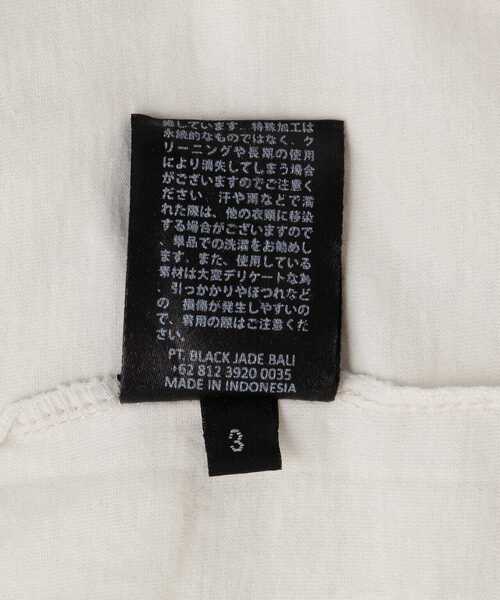 しています。特殊加工は
永続的なものではなく、ク
リーニングや長期の使用
により消失してしまう場合
がございますのでご注意く
ださい。汗や雨などで濡
れた際は、他の衣類に移染
する場合がございますので
、単品での洗濯をお勧めし
ます。また、使用している
素材は大変デリケートな為
、引っかかりやほつれなど
の 損傷が発生しやすいの
で、着用の際はご注意くだ
さい。
PT. BLACK JADE BALI
+62 812 3920 0035
MADE IN INDONESIA
3